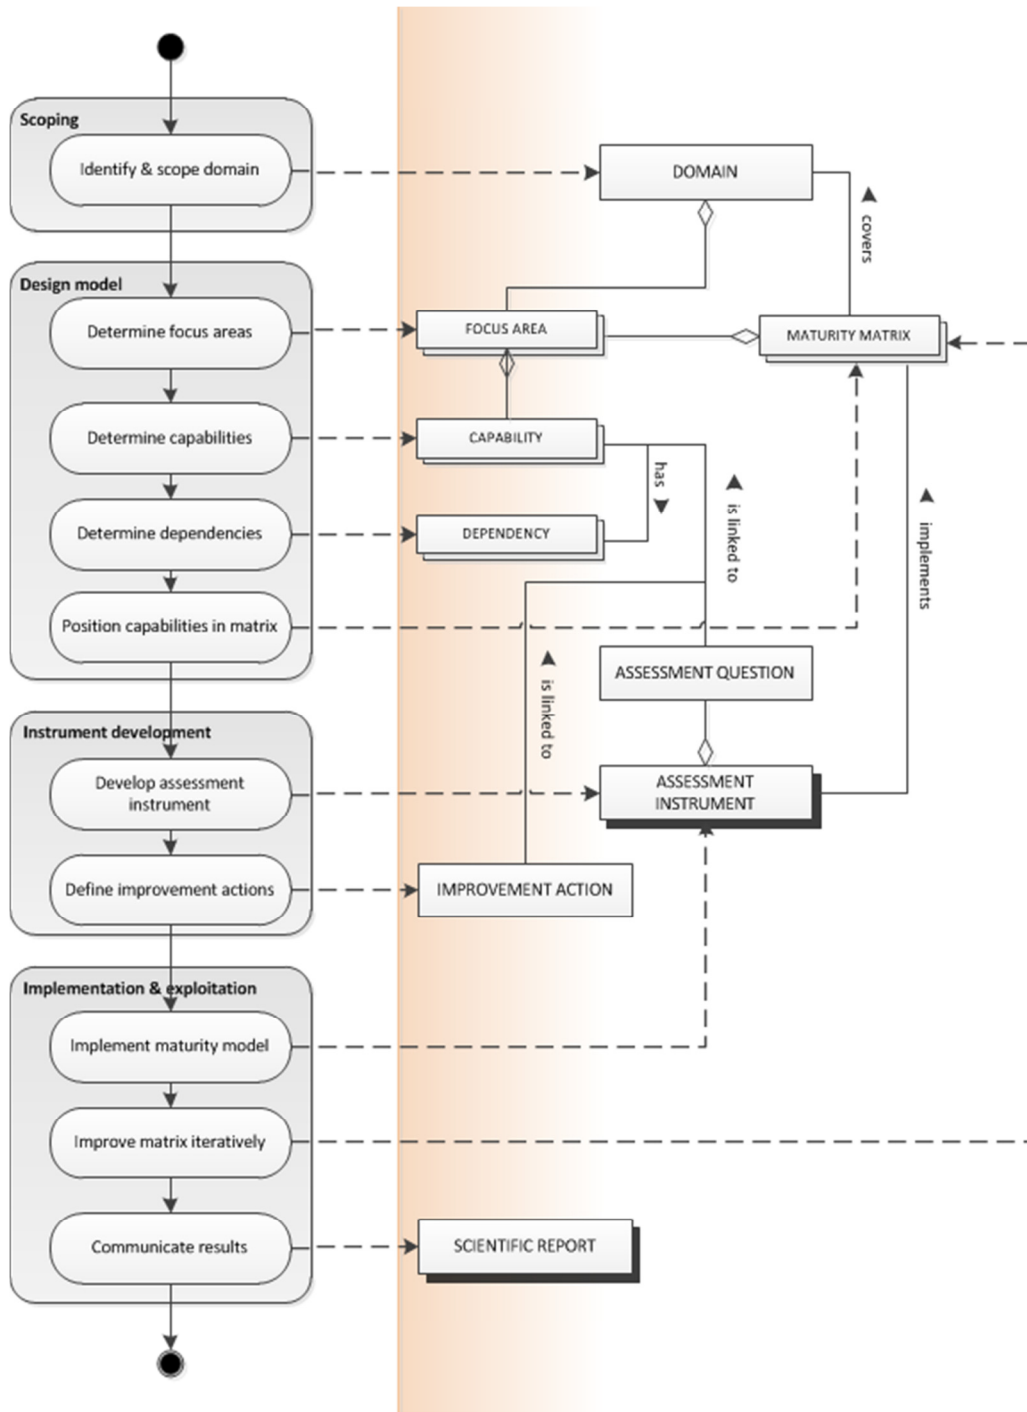 Scoping
Identify & scope domain
DOMAIN
covers
Design model
Determine focus areas
FOCUS AREA
MATURITY MATRIX
Determine capabilities
CAPABILITY
has
is linked to
implements
Determine dependencies
DEPENDENCY
Position capabilities in matrix
ASSESSMENT QUESTION
is linked to
Instrument development
Develop assessment
instrument
ASSESSMENT
INSTRUMENT
Define improvement actions
IMPROVEMENT ACTION
Implementation & exploitation
Implement maturity model
Improve matrix iteratively
Communicate results
SCIENTIFIC REPORT